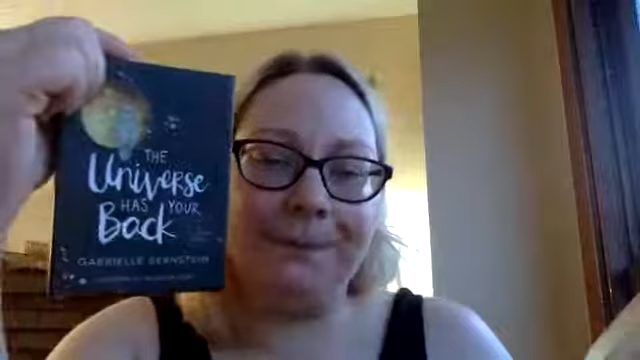 THE
Universe
HAS YOUR
Back
GABRIELLE BERNSTEIN